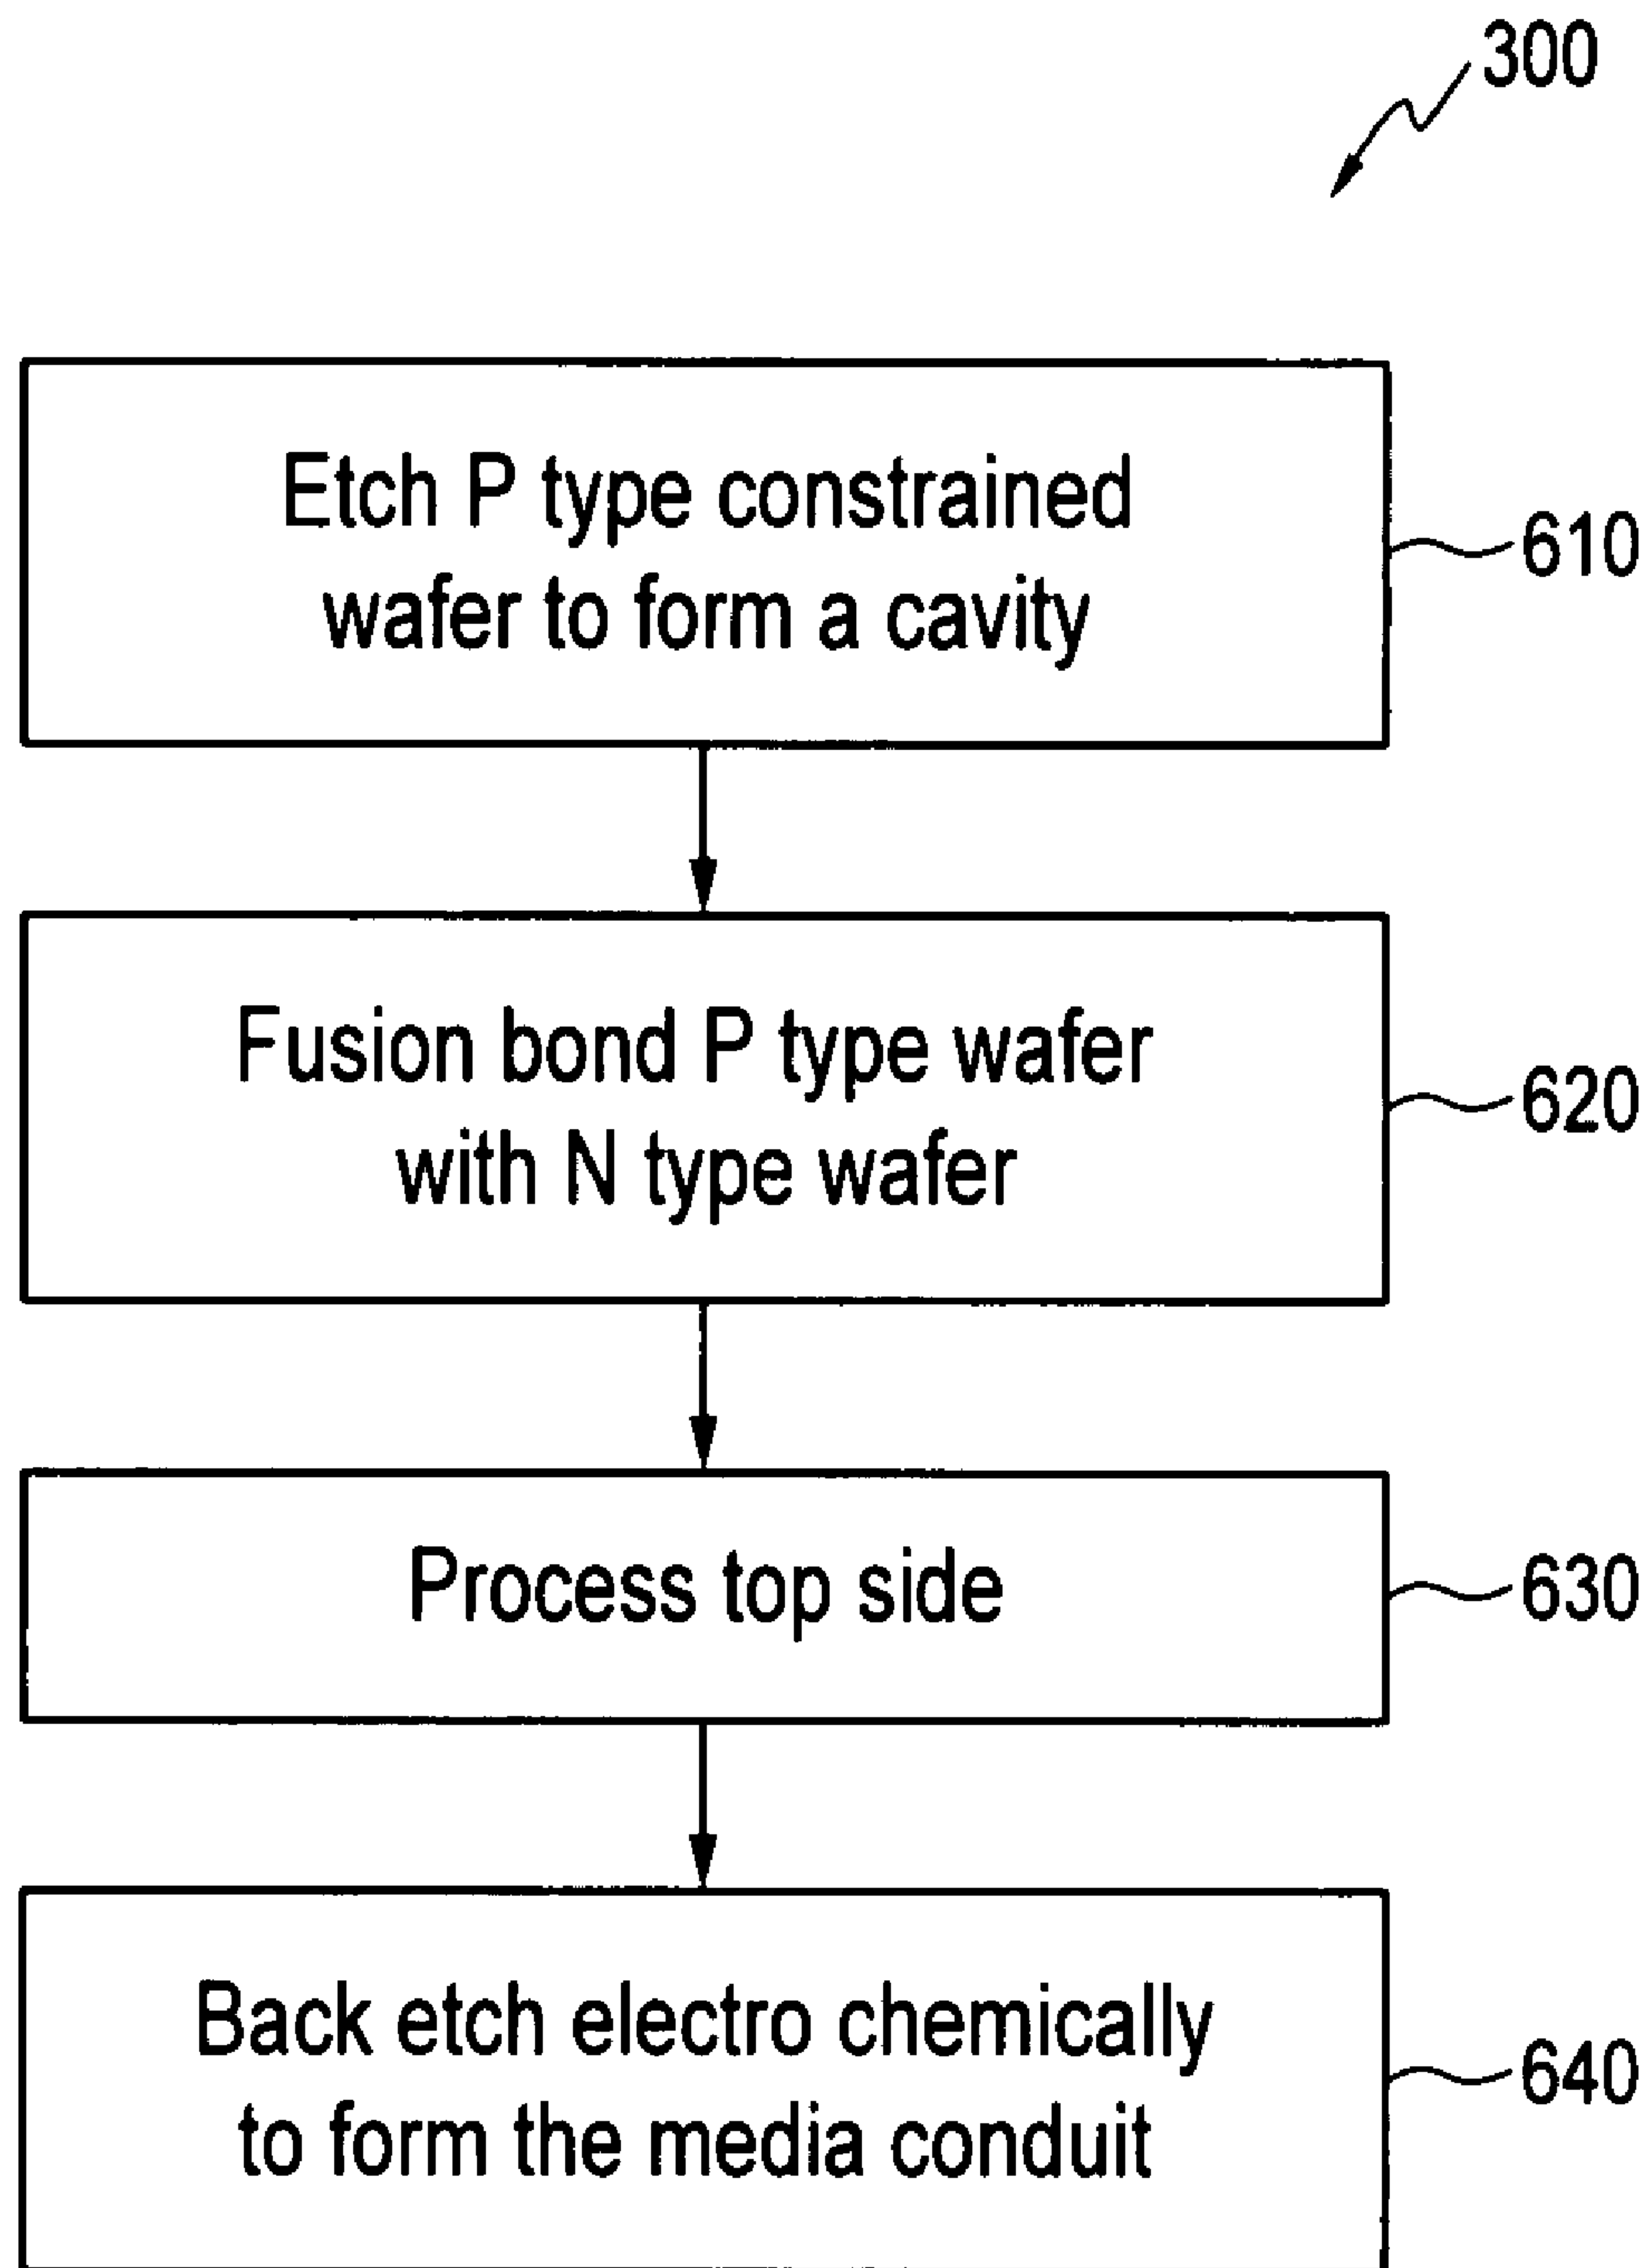 300
Etch P type constrained
wafer to form a cavity
610
Fusion bond P type wafer
with N type wafer
620
Process top side
630
Back etch electro chemically
to form the media conduit
640